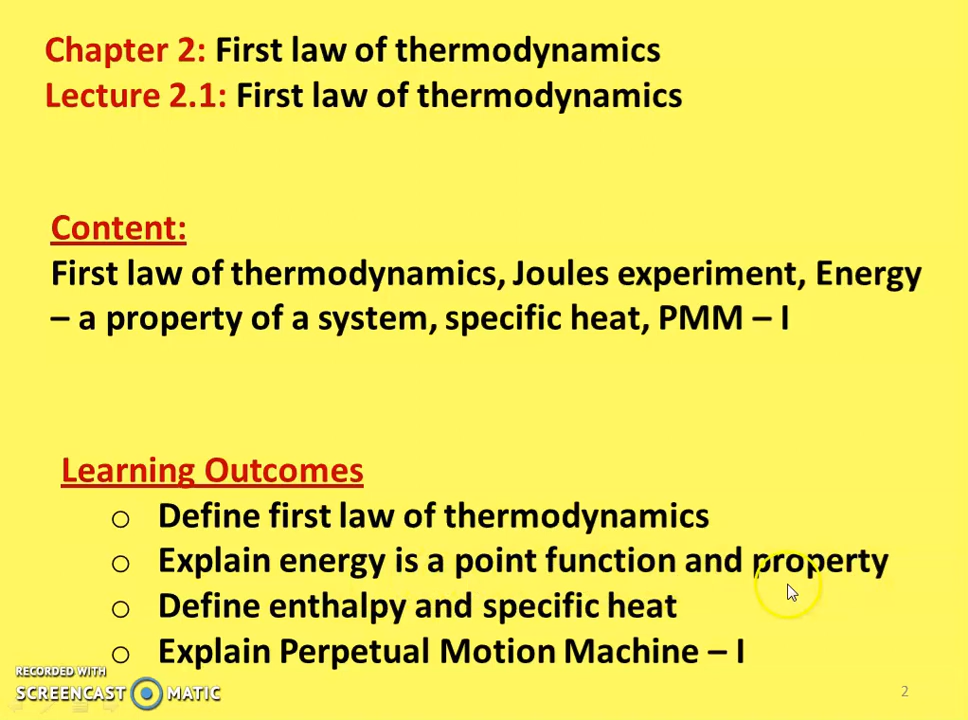 Chapter 2: First law of thermodynamics
Lecture 2.1: First law of thermodynamics
Content:
First law of thermodynamics, Joules experiment, Energy
– a property of a system, specific heat, PMM – I
Learning Outcomes
o Define first law of thermodynamics
o Explain energy is a point function and property
o Define enthalpy and specific heat
o Explain Perpetual Motion Machine – I
RECORDED WITH
SCREENCAST MATIC
2